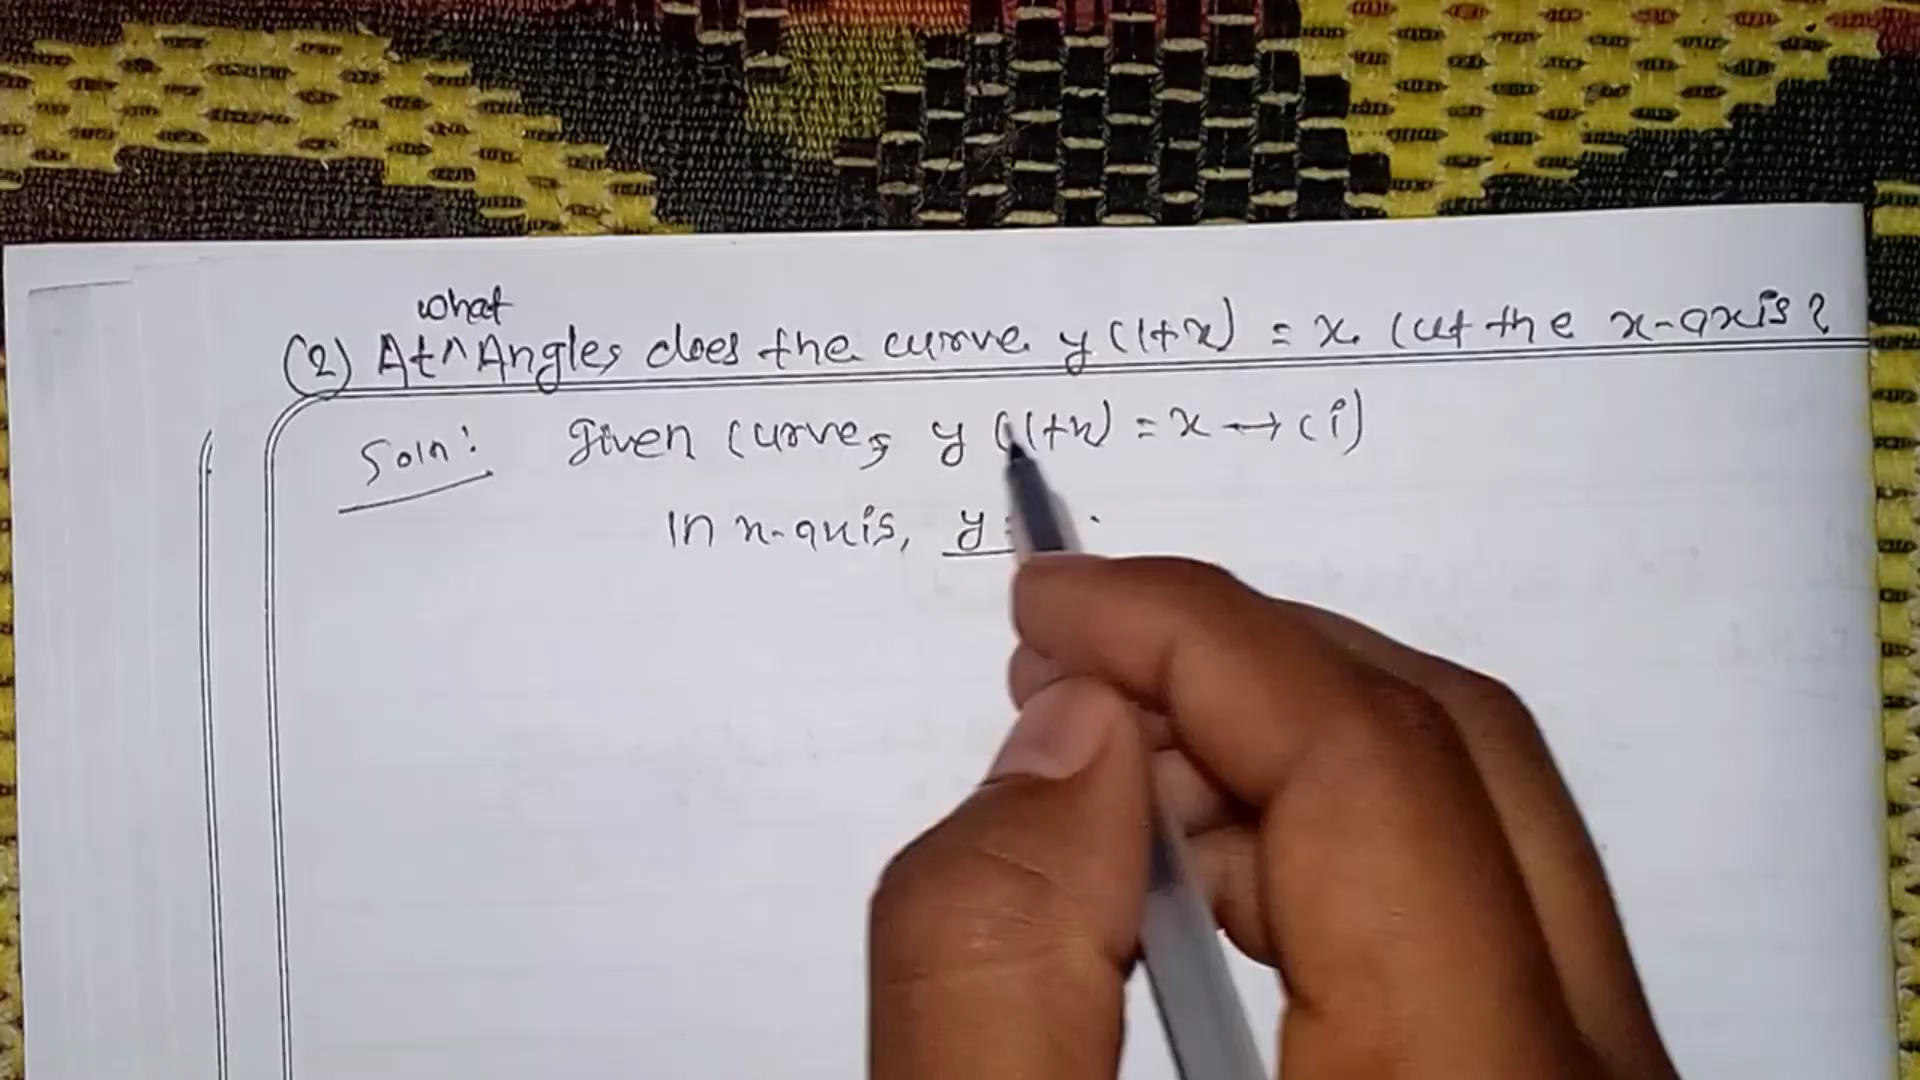 what
(2) At^Angles does the curve y(1+x) = x. cut the x-axis?
Soln: Given curve, y (1+x) = x → (i)
In x-axis, y =